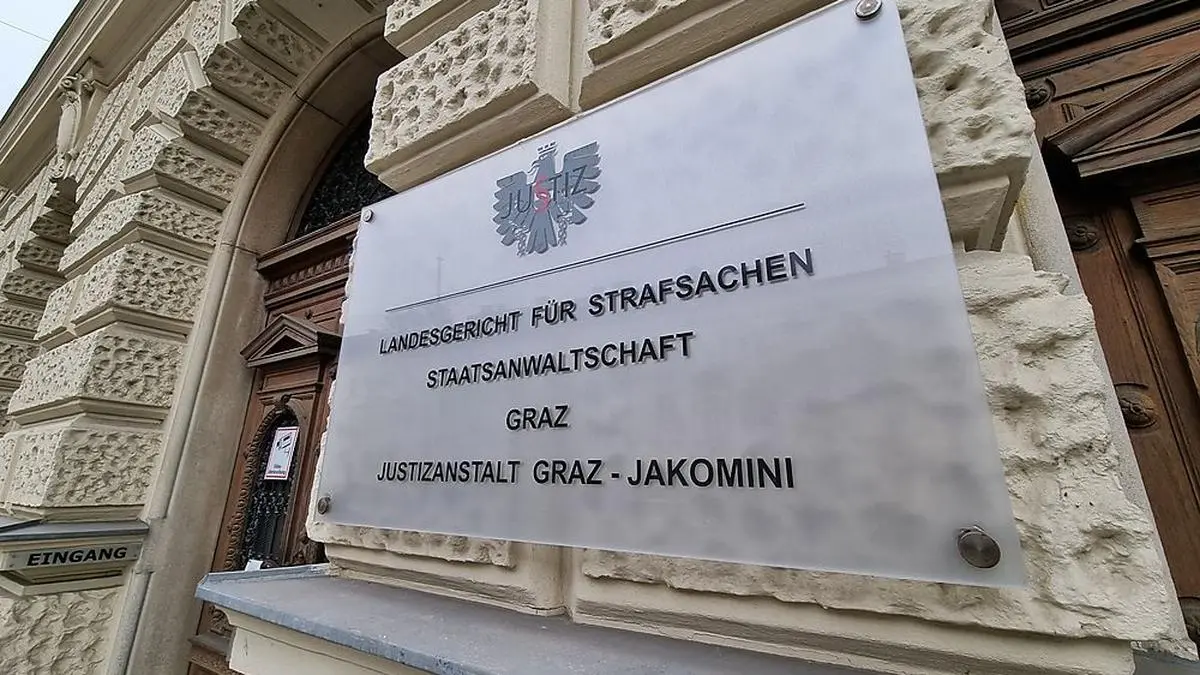 JUSTIZ
LANDESGERICHT FÜR STRAFSACHEN
STAATSANWALTSCHAFT
GRAZ
JUSTIZANSTALT GRAZ - JAKOMINI
EINGANG